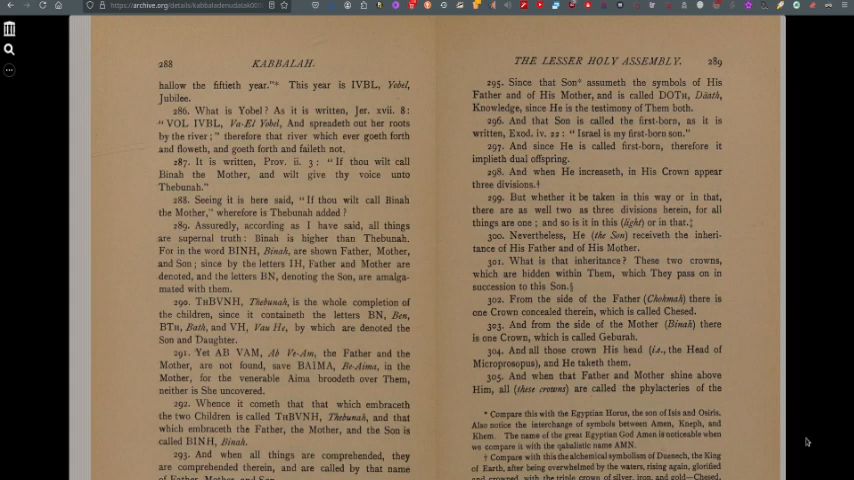 https://archive.org/details/kabbaladenudatak000
288 KABBALAH.
hallow the fiftieth year."* This year is IVBL, Yobel,
Jubilee.
286. What is Yobel? As it is written, Jer. xvii. 8:
"VOL IVBL, Va-El Yobel, And spreadeth out her roots
by the river;" therefore that river which ever goeth forth
and floweth, and goeth forth and faileth not.
287. It is written, Prov. ii. 3: "If thou wilt call
Binah the Mother, and wilt give thy voice unto
Thebunah."
288. Seeing it is here said, "If thou wilt call Binah
the Mother," wherefore is Thebunah added?
289. Assuredly, according as I have said, all things
are supernal truth: Binah is higher than Thebunah.
For in the word BINH, Binah, are shown Father, Mother,
and Son; since by the letters IH, Father and Mother are
denoted, and the letters BN, denoting the Son, are amalga-
mated with them.
290. THBVNH, Thebunah, is the whole completion of
the children, since it containeth the letters BN, Ben,
BTH, Bath, and VH, Vau He, by which are denoted the
Son and Daughter.
291. Yet AB VAM, Ab Ve-Am, the Father and the
Mother, are not found, save BAIMA, Be-Aima, in the
Mother, for the venerable Aima broodeth over Them,
neither is She uncovered.
292. Whence it cometh that that which embraceth
the two Children is called THBVNH, Thebunah, and that
which embraceth the Father, the Mother, and the Son is
called BINH, Binah.
293. And when all things are comprehended, they
are comprehended therein, and are called by that name
of Father, Mother, and Son.
THE LESSER HOLY ASSEMBLY. 289
295. Since that Son* assumeth the symbols of His
Father and of His Mother, and is called DOTH, Däath,
Knowledge, since He is the testimony of Them both.
296. And that Son is called the first-born, as it is
written, Exod. iv. 22: "Israel is my first-born son."
297. And since He is called first-born, therefore it
implieth dual offspring.
298. And when He increaseth, in His Crown appear
three divisions.†
299. But whether it be taken in this way or in that,
there are as well two as three divisions herein, for all
things are one; and so is it in this (light) or in that.‡
300. Nevertheless, He (the Son) receiveth the inheri-
tance of His Father and of His Mother.
301. What is that inheritance? These two crowns,
which are hidden within Them, which They pass on in
succession to this Son.§
302. From the side of the Father (Chokmah) there is
one Crown concealed therein, which is called Chesed.
303. And from the side of the Mother (Binah) there
is one Crown, which is called Geburah.
304. And all those crown His head (i.e., the Head of
Microprosopus), and He taketh them.
305. And when that Father and Mother shine above
Him, all (these crowns) are called the phylacteries of the
* Compare this with the Egyptian Horus, the son of Isis and Osiris.
Also notice the interchange of symbols between Amen, Kneph, and
Khem. The name of the great Egyptian God Amen is noticeable when
we compare it with the qabalistic name AMN.
† Compare with this the alchemical symbolism of Duenech, the King
of Earth, after being overwhelmed by the waters, rising again, glorified
and crowned, with the triple crown of silver, iron, and gold—Chesed,